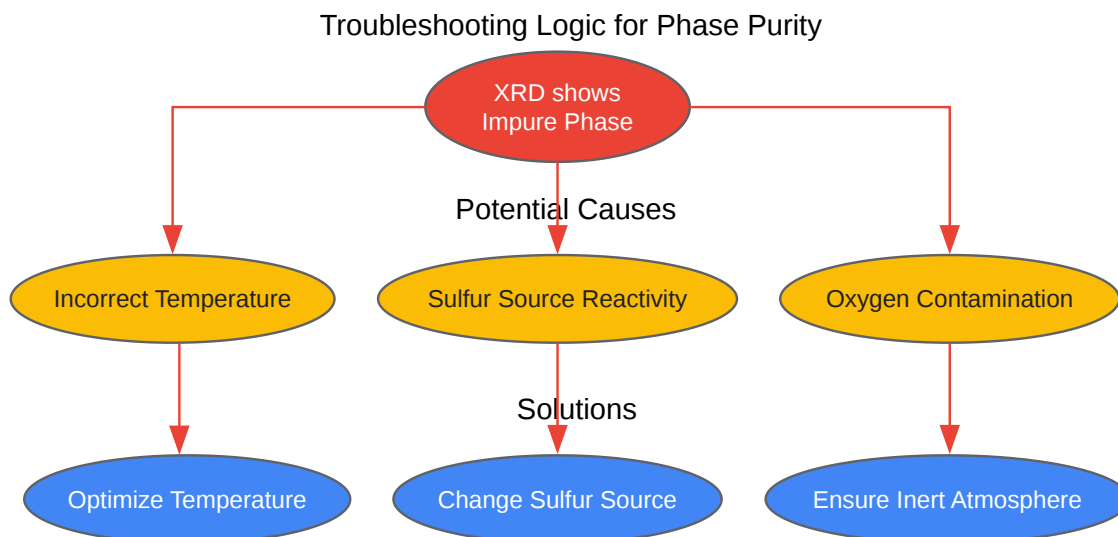 Troubleshooting Logic for Phase Purity
XRD shows
Impure Phase
Potential Causes
Incorrect Temperature
Sulfur Source Reactivity
Oxygen Contamination
Solutions
Optimize Temperature
Change Sulfur Source
Ensure Inert Atmosphere